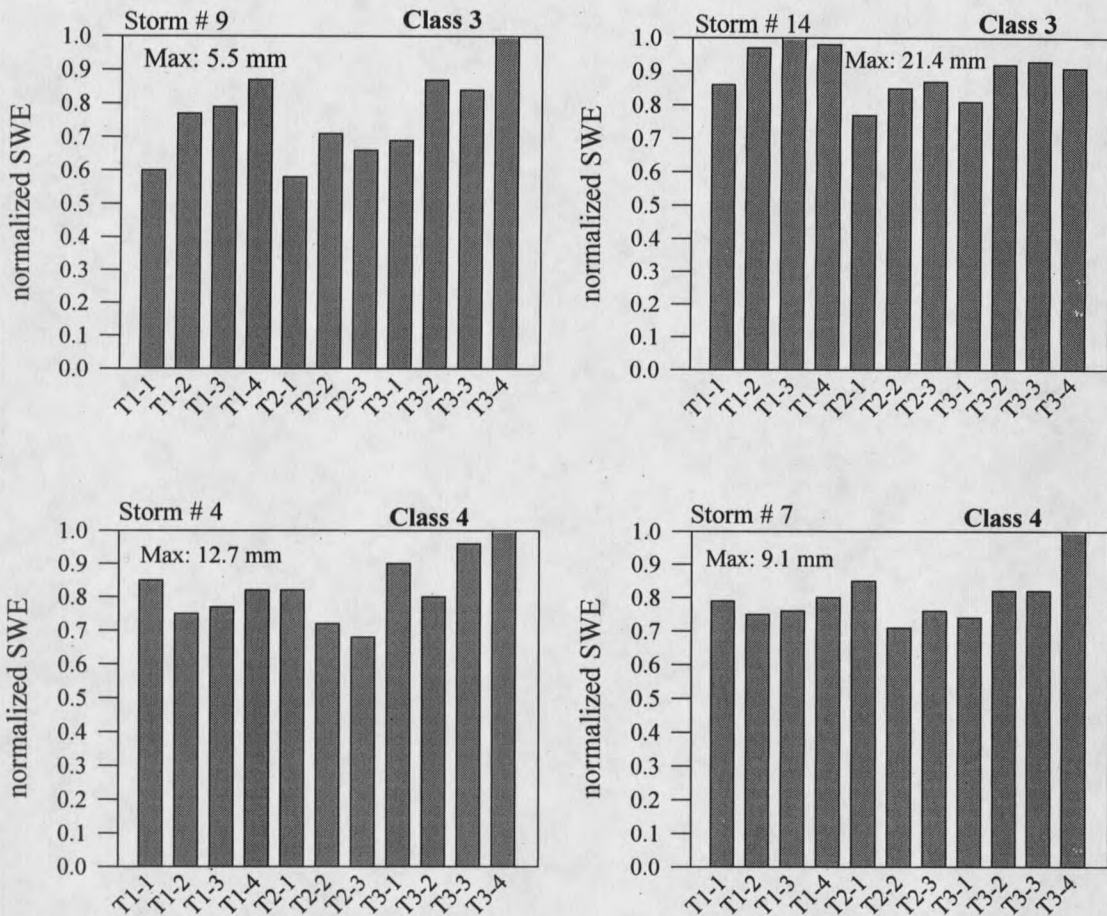 Storm # 9 Class 3
Max: 5.5 mm
normalized SWE
1.0
0.9
0.8
0.7
0.6
0.5
0.4
0.3
0.2
0.1
0.0
T1-1 T1-2 T1-3 T1-4 T2-1 T2-2 T2-3 T3-1 T3-2 T3-3 T3-4
Storm # 14 Class 3
Max: 21.4 mm
normalized SWE
1.0
0.9
0.8
0.7
0.6
0.5
0.4
0.3
0.2
0.1
0.0
T1-1 T1-2 T1-3 T1-4 T2-1 T2-2 T2-3 T3-1 T3-2 T3-3 T3-4
Storm # 4 Class 4
Max: 12.7 mm
normalized SWE
1.0
0.9
0.8
0.7
0.6
0.5
0.4
0.3
0.2
0.1
0.0
T1-1 T1-2 T1-3 T1-4 T2-1 T2-2 T2-3 T3-1 T3-2 T3-3 T3-4
Storm # 7 Class 4
Max: 9.1 mm
normalized SWE
1.0
0.9
0.8
0.7
0.6
0.5
0.4
0.3
0.2
0.1
0.0
T1-1 T1-2 T1-3 T1-4 T2-1 T2-2 T2-3 T3-1 T3-2 T3-3 T3-4